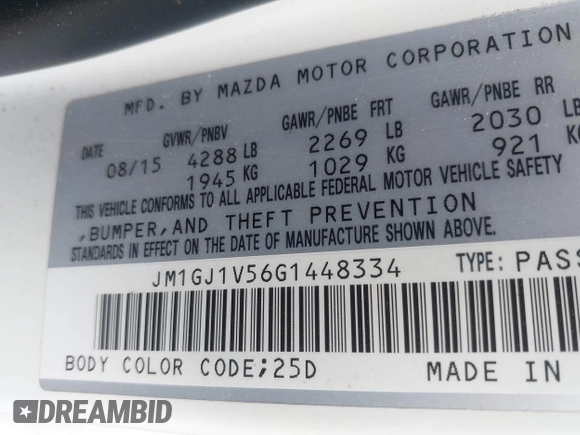 MFD. BY MAZDA MOTOR CORPORATION
DATE GVWR/PNBV GAWR/PNBE FRT GAWR/PNBE RR
08/15 4288 LB 2269 LB 2030 LB
1945 KG 1029 KG 921 KG
THIS VEHICLE CONFORMS TO ALL APPLICABLE FEDERAL MOTOR VEHICLE SAFETY
,BUMPER,AND THEFT PREVENTION
STANDARDS IN EFFECT ON THE DATE OF MANUFACTURE SHOWN ABOVE.
JM1GJ1V56G1448334 TYPE: PASS
BODY COLOR CODE;25D MADE IN
DREAMBID